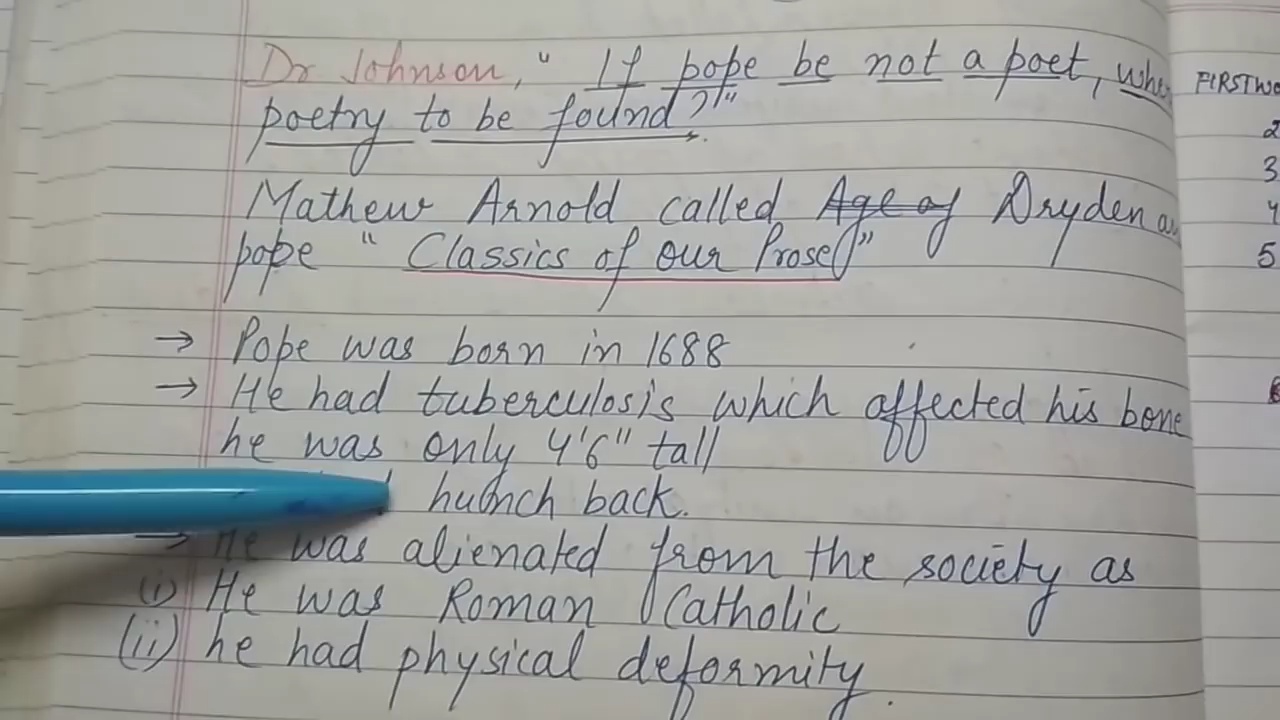 Dr Johnson, " If pope be not a poet,
poetry to be found?"
Mathew Arnold called Age of Dryden
pope "Classics of our Prose"
→ Pope was born in 1688
→ He had tuberculosis which affected his bone
he was only 4'6" tall
hunch back.
→ He was alienated from the society as
(i) He was Roman Catholic
(ii) he had physical deformity.
2
3
4
5